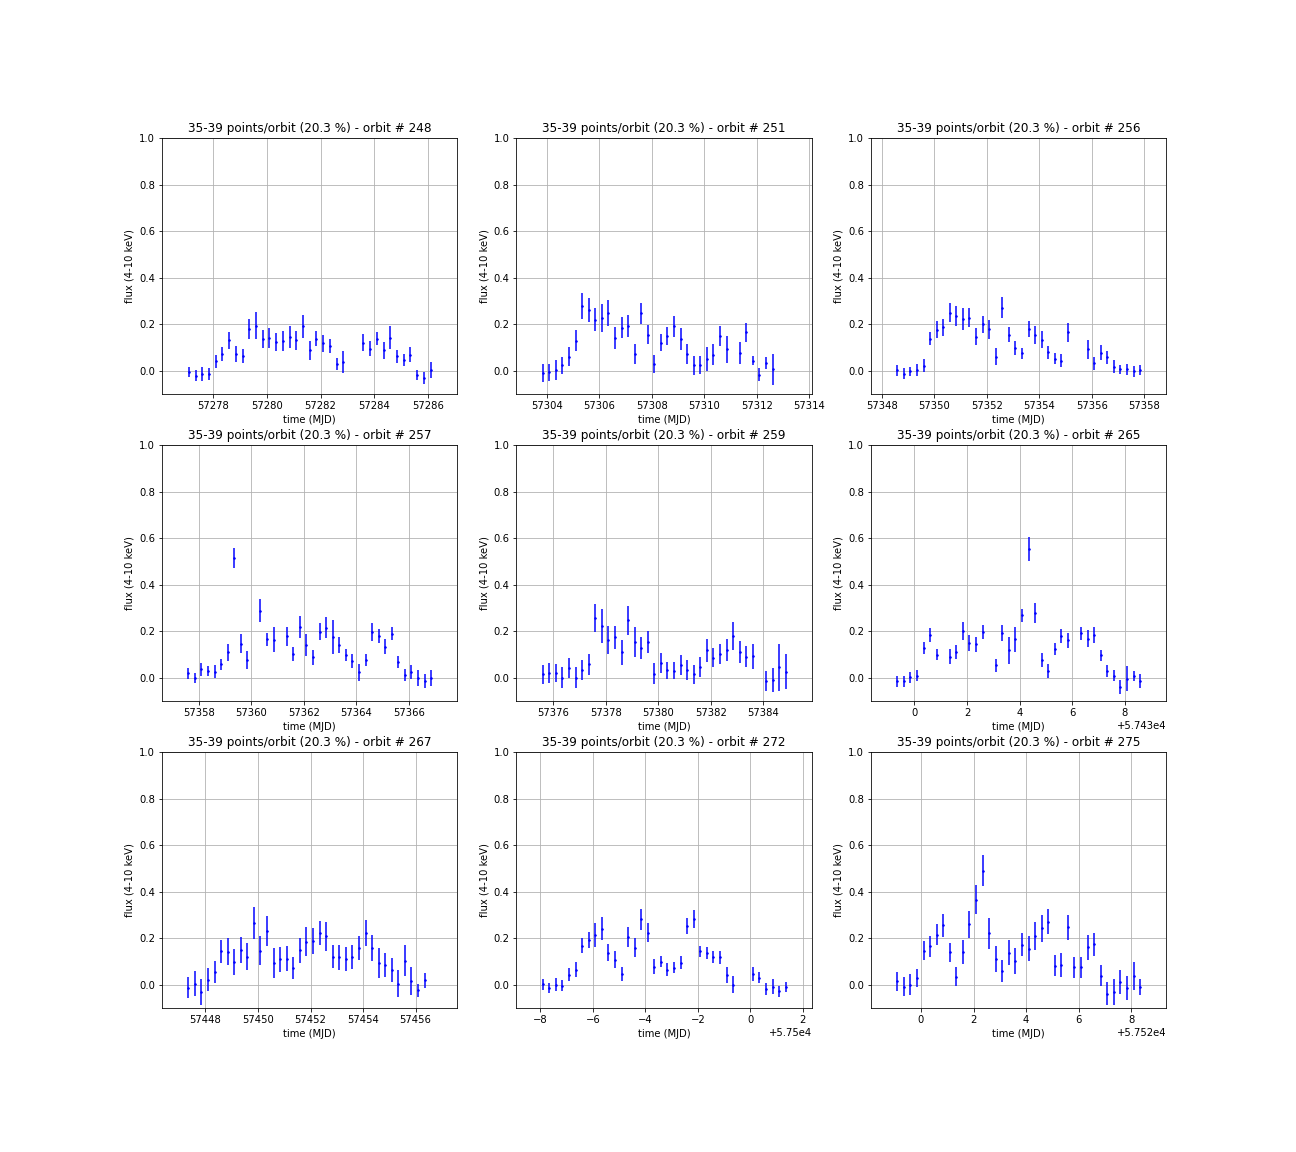 35-39 points/orbit (20.3 %) - orbit # 248
1.0
0.8
0.6
0.4
0.2
0.0
flux (4-10 keV)
57278 57280 57282 57284 57286
time (MJD)
35-39 points/orbit (20.3 %) - orbit # 251
1.0
0.8
0.6
0.4
0.2
0.0
flux (4-10 keV)
57304 57306 57308 57310 57312 57314
time (MJD)
35-39 points/orbit (20.3 %) - orbit # 256
1.0
0.8
0.6
0.4
0.2
0.0
flux (4-10 keV)
57348 57350 57352 57354 57356 57358
time (MJD)
35-39 points/orbit (20.3 %) - orbit # 257
1.0
0.8
0.6
0.4
0.2
0.0
flux (4-10 keV)
57358 57360 57362 57364 57366
time (MJD)
35-39 points/orbit (20.3 %) - orbit # 259
1.0
0.8
0.6
0.4
0.2
0.0
flux (4-10 keV)
57376 57378 57380 57382 57384
time (MJD)
35-39 points/orbit (20.3 %) - orbit # 265
1.0
0.8
0.6
0.4
0.2
0.0
flux (4-10 keV)
0 2 4 6 8
time (MJD)
+5.743e4
35-39 points/orbit (20.3 %) - orbit # 267
1.0
0.8
0.6
0.4
0.2
0.0
flux (4-10 keV)
57448 57450 57452 57454 57456
time (MJD)
35-39 points/orbit (20.3 %) - orbit # 272
1.0
0.8
0.6
0.4
0.2
0.0
flux (4-10 keV)
−8 −6 −4 −2 0 2
time (MJD)
+5.75e4
35-39 points/orbit (20.3 %) - orbit # 275
1.0
0.8
0.6
0.4
0.2
0.0
flux (4-10 keV)
0 2 4 6 8
time (MJD)
+5.752e4